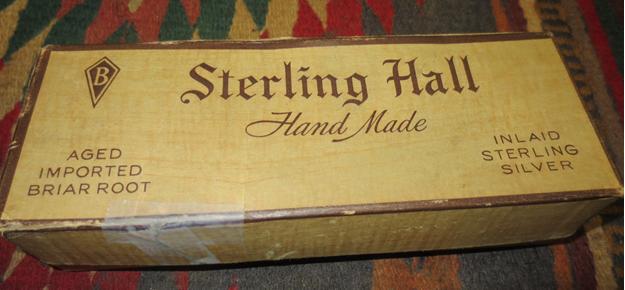 B
Sterling Hall
Hand Made
AGED
IMPORTED
BRIAR ROOT
INLAID
STERLING
SILVER